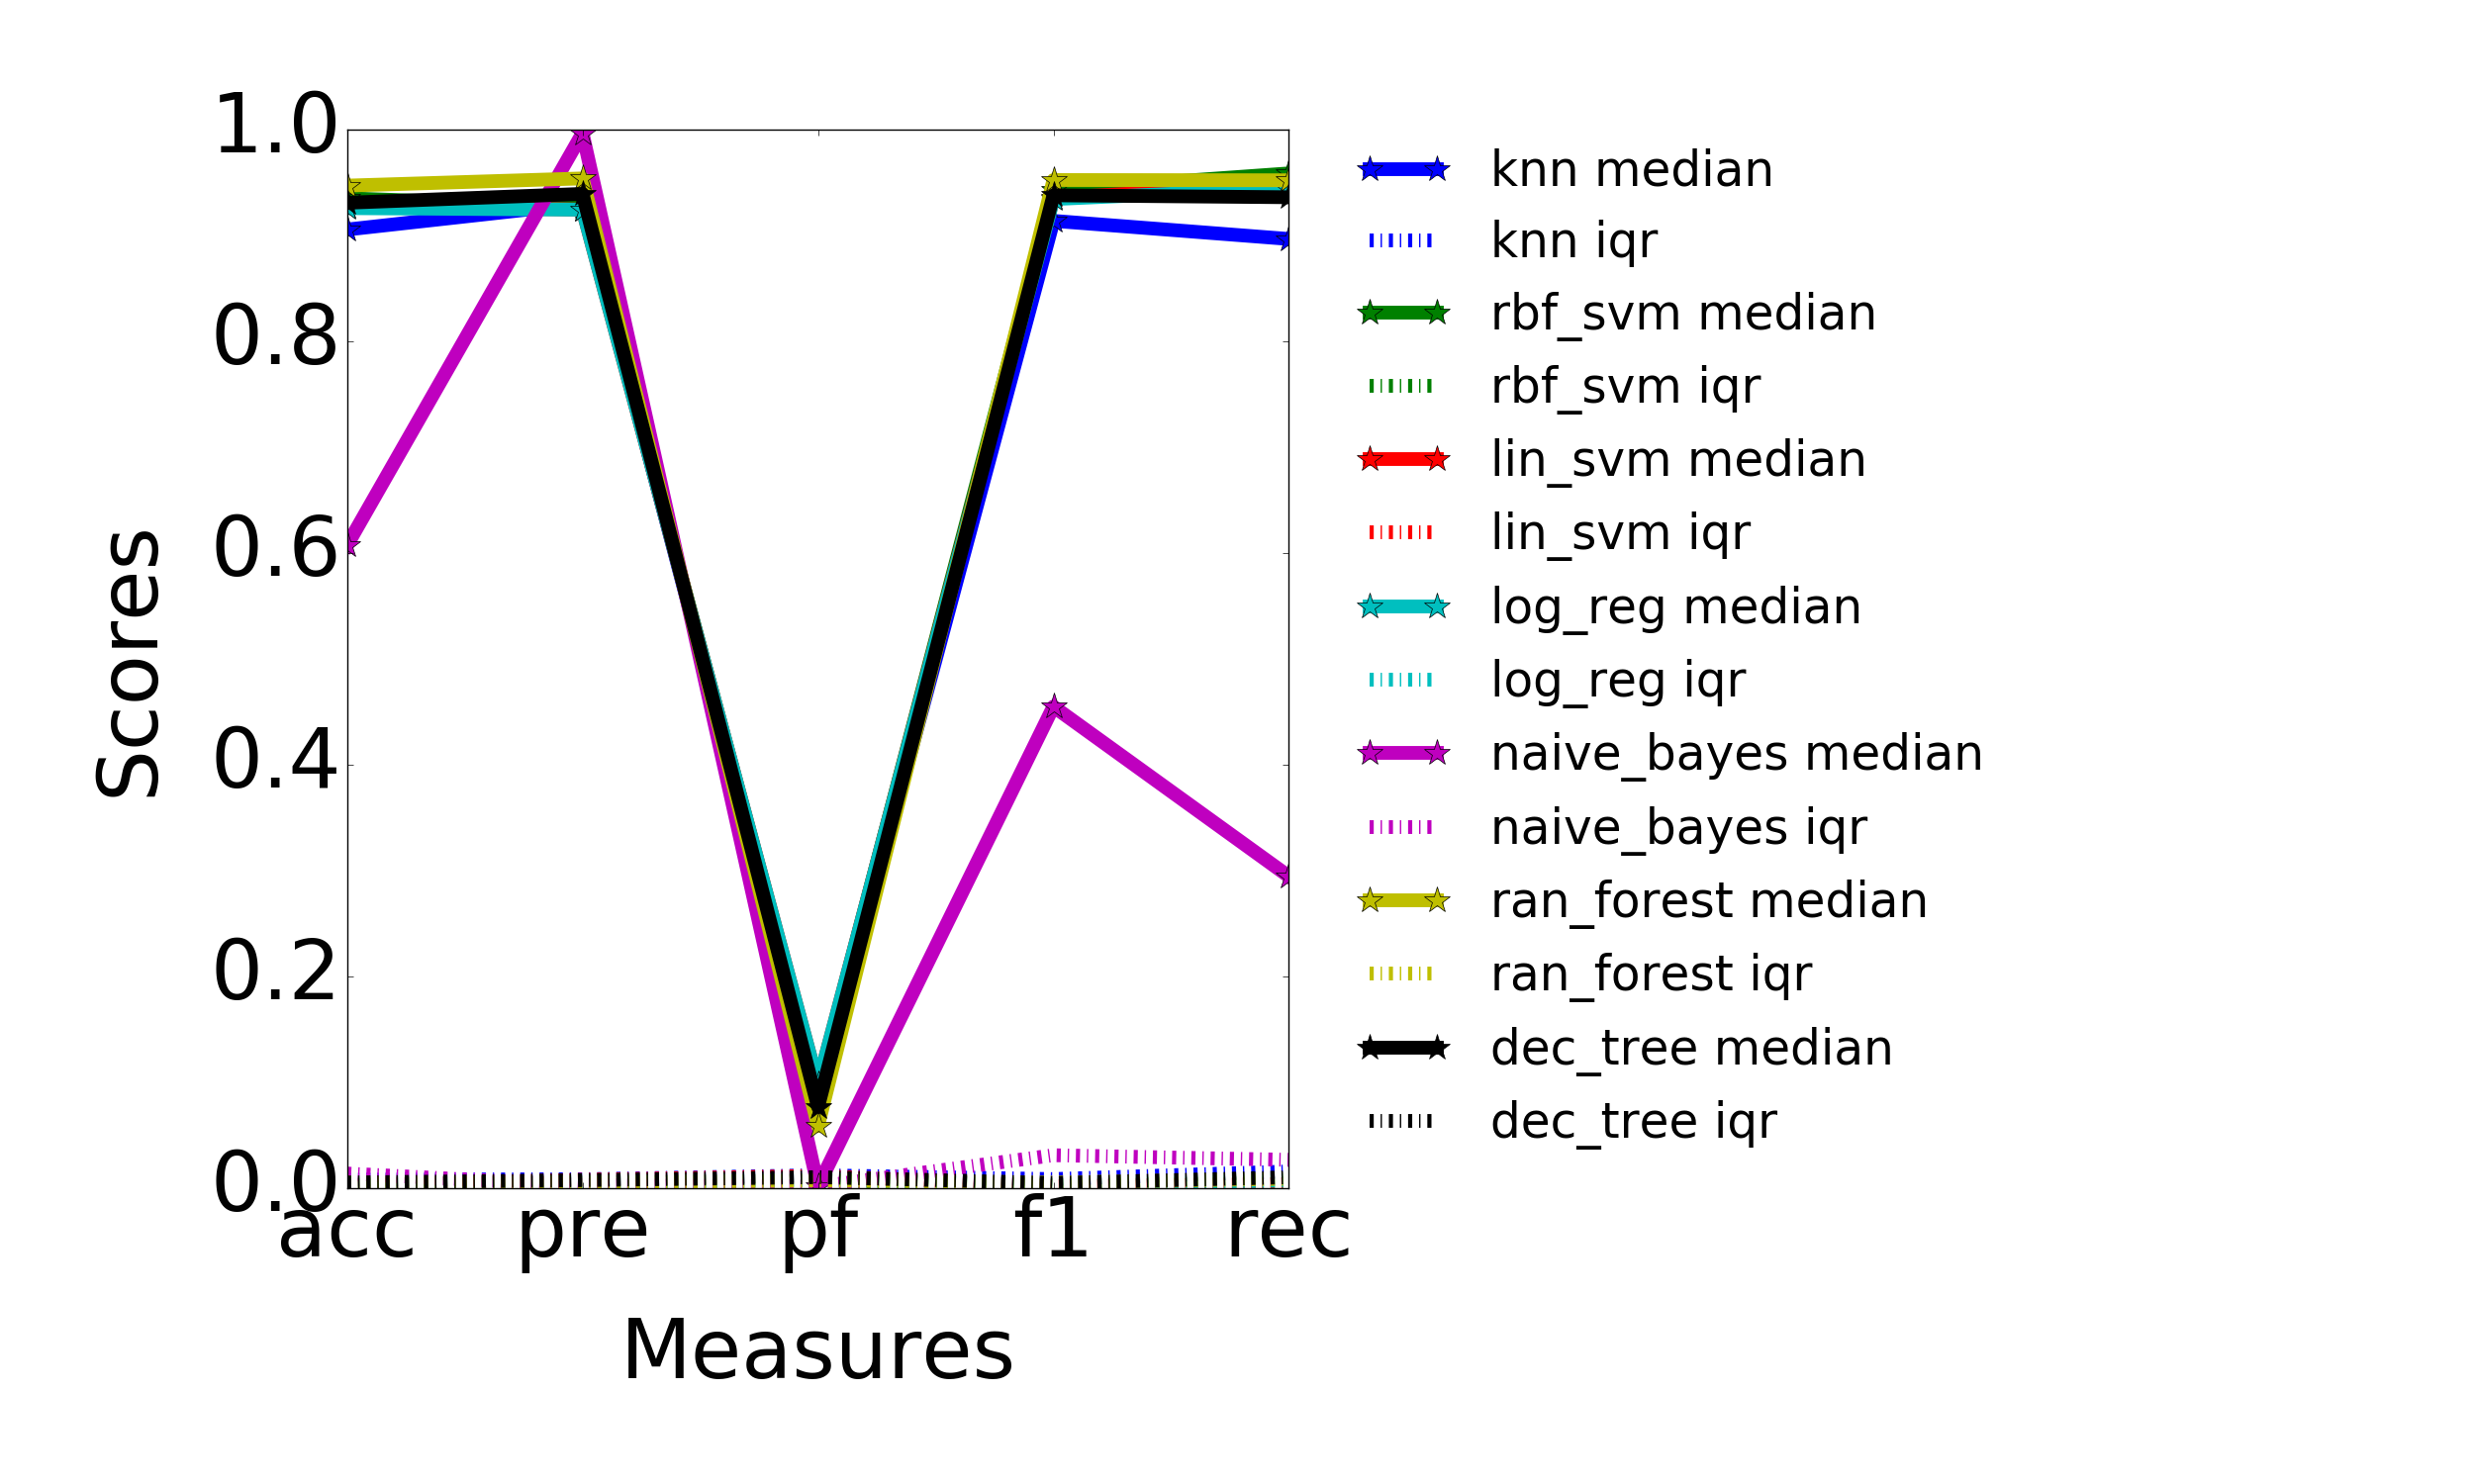 1.0
0.8
0.6
0.4
0.2
0.0
Scores
acc pre pf f1 rec
Measures
knn median
knn iqr
rbf_svm median
rbf_svm iqr
lin_svm median
lin_svm iqr
log_reg median
log_reg iqr
naive_bayes median
naive_bayes iqr
ran_forest median
ran_forest iqr
dec_tree median
dec_tree iqr